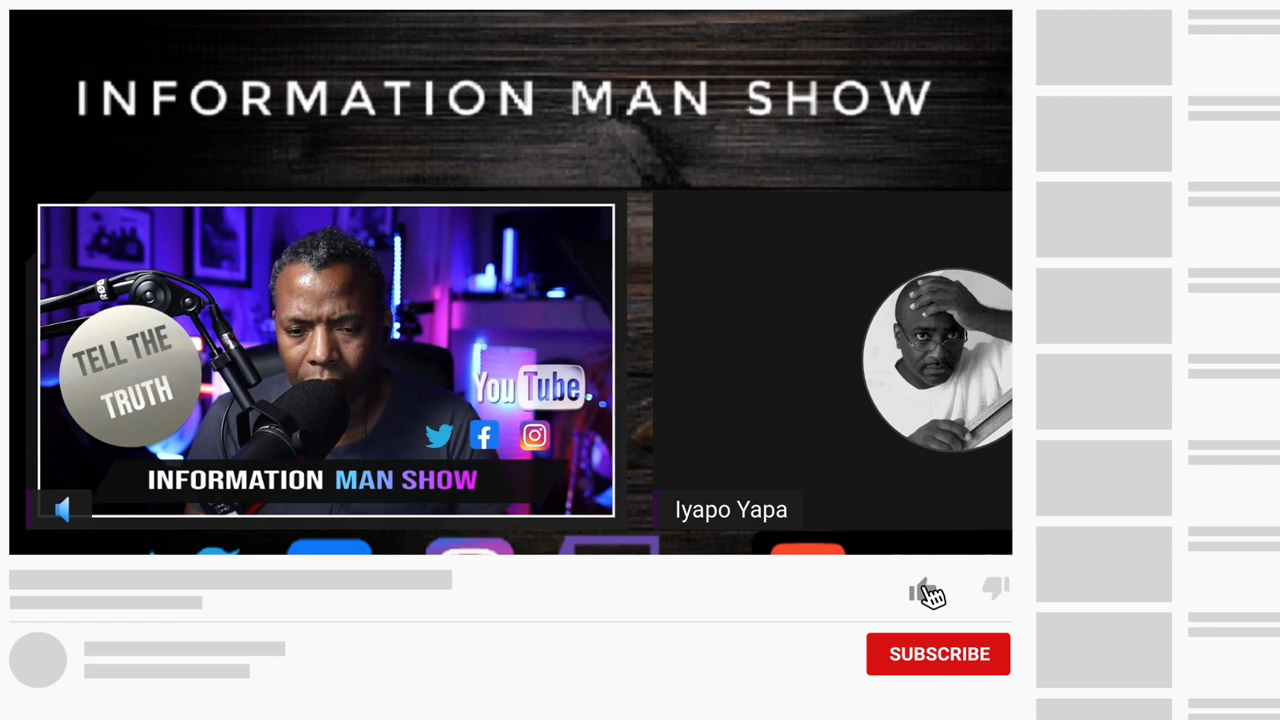 INFORMATION MAN SHOW
TELL THE
TRUTH
YouTube
INFORMATION MAN SHOW
Iyapo Yapa
SUBSCRIBE